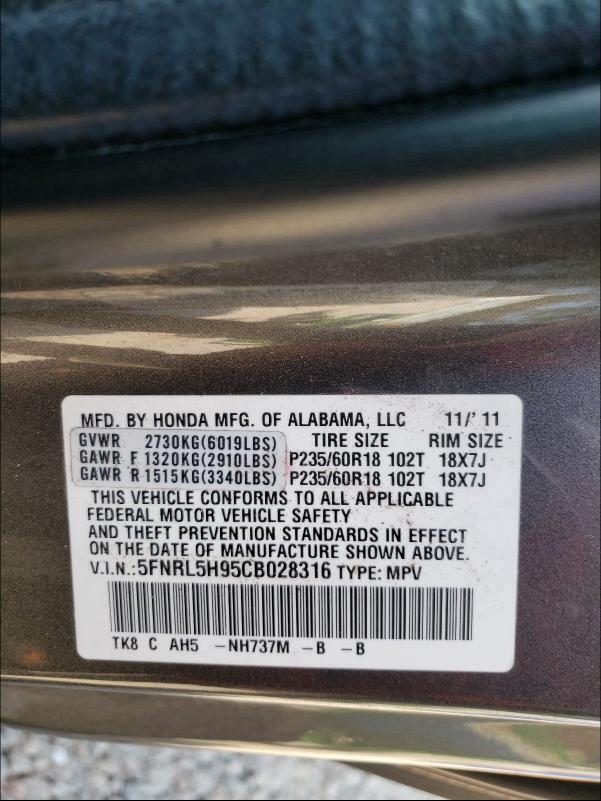 MFD. BY HONDA MFG. OF ALABAMA, LLC 11/'11
GVWR 2730KG(6019LBS) TIRE SIZE RIM SIZE
GAWR F 1320KG(2910LBS) P235/60R18 102T 18X7J
GAWR R 1515KG(3340LBS) P235/60R18 102T 18X7J
THIS VEHICLE CONFORMS TO ALL APPLICABLE
FEDERAL MOTOR VEHICLE SAFETY
AND THEFT PREVENTION STANDARDS IN EFFECT
ON THE DATE OF MANUFACTURE SHOWN ABOVE.
V.I.N.:5FNRL5H95CB028316 TYPE: MPV
TK8 C AH5 -NH737M -B -B